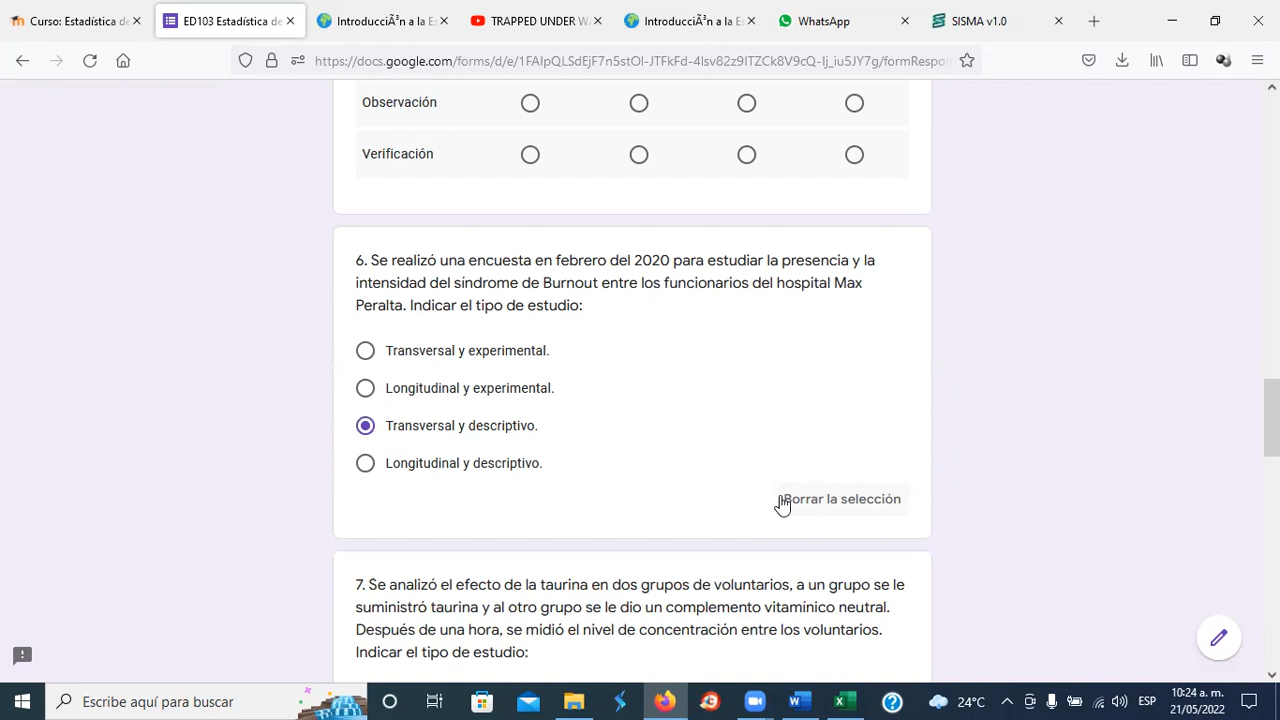 Curso: Estadística de
ED103 Estadística de
IntroducciÃ³n a la Es
TRAPPED UNDER W
IntroducciÃ³n a la Es
WhatsApp
SISMA v1.0
https://docs.google.com/forms/d/e/1FAIpQLSdEjF7n5stOI-JTFkFd-4lsv82z9ITZCk8V9cQ-Ij_iu5JY7g/formRespon
Observación
Verificación
6. Se realizó una encuesta en febrero del 2020 para estudiar la presencia y la
intensidad del síndrome de Burnout entre los funcionarios del hospital Max
Peralta. Indicar el tipo de estudio:
Transversal y experimental.
Longitudinal y experimental.
Transversal y descriptivo.
Longitudinal y descriptivo.
Borrar la selección
7. Se analizó el efecto de la taurina en dos grupos de voluntarios, a un grupo se le
suministró taurina y al otro grupo se le dio un complemento vitamínico neutral.
Después de una hora, se midió el nivel de concentración entre los voluntarios.
Indicar el tipo de estudio:
Escribe aquí para buscar
24°C
ESP
10:24 a. m.
21/05/2022